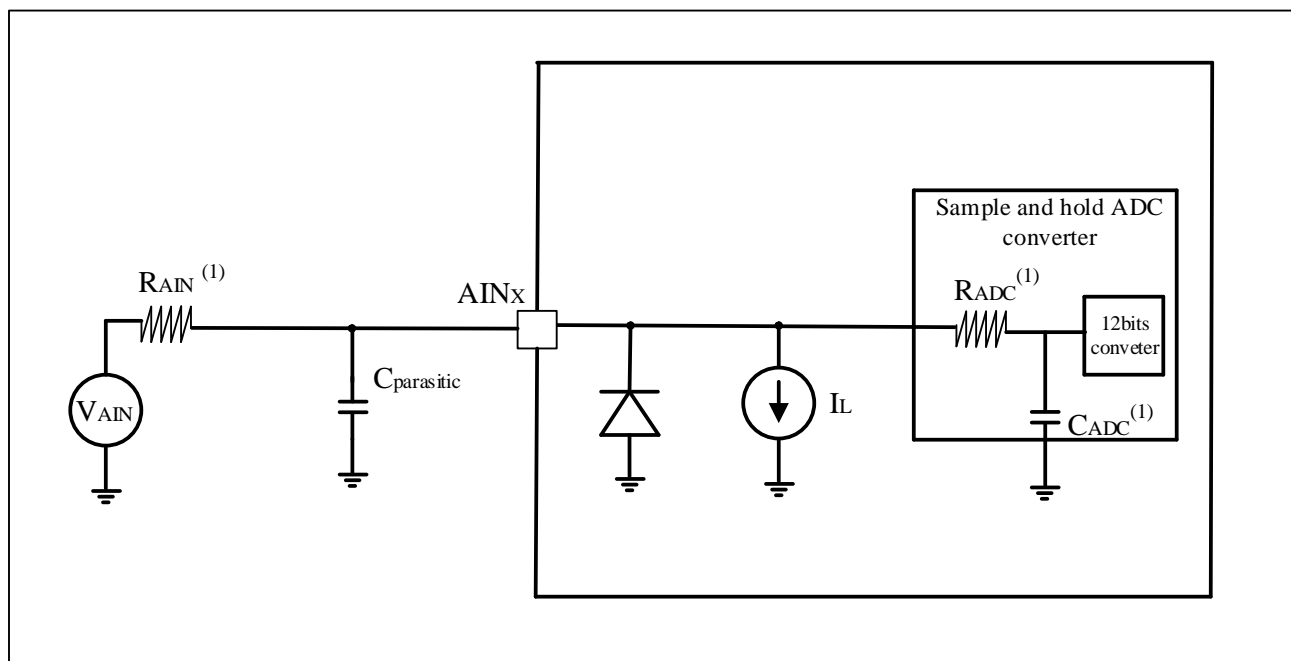 Sample and hold ADC
converter
RAIN (1)
AINX
RADC(1)
12bits
conveter
Cparasitic
VAIN
IL
CADC(1)